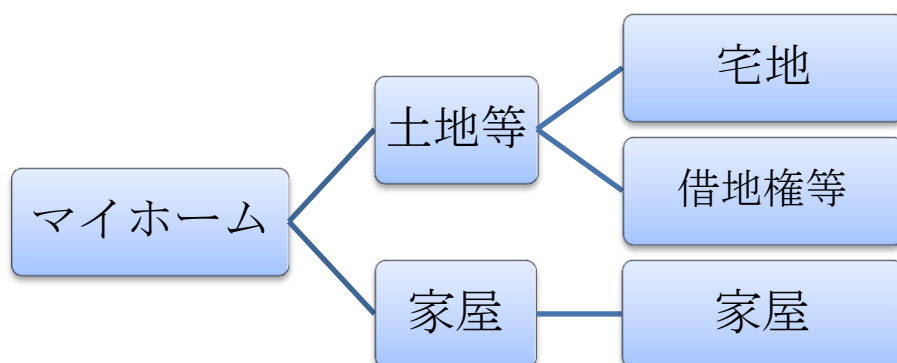 マイホーム
土地等
宅地
借地権等
家屋
家屋